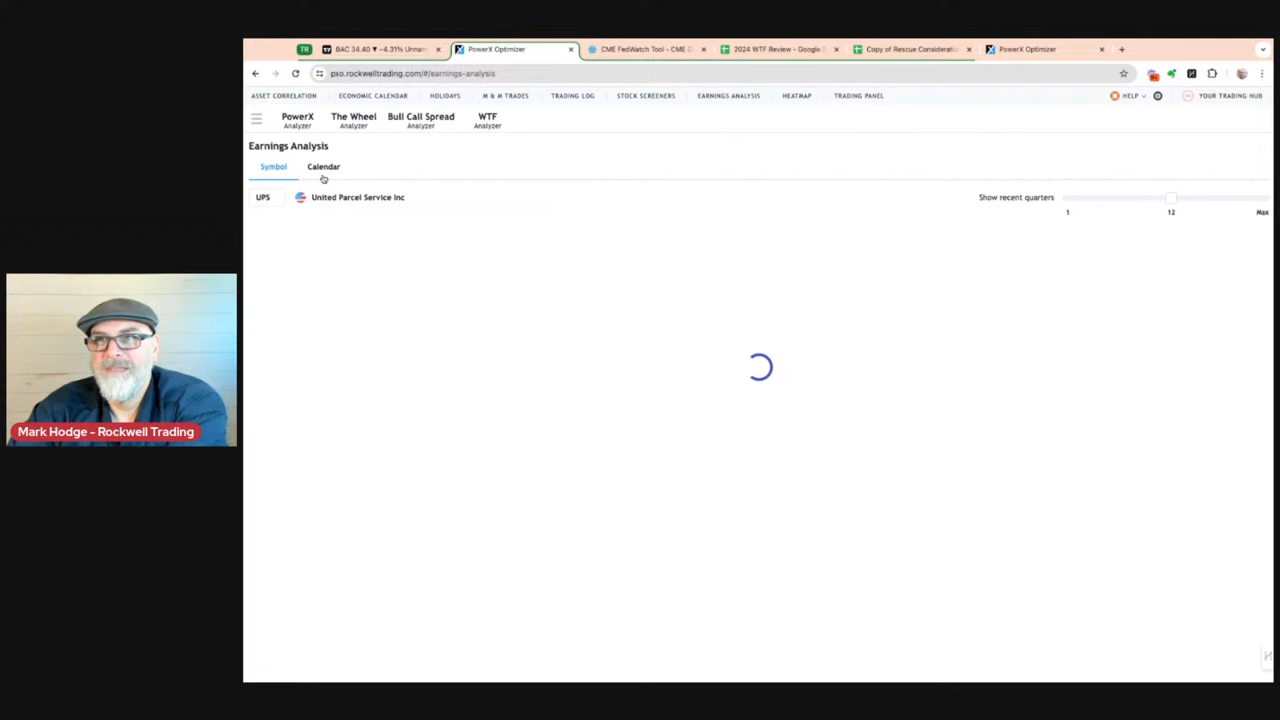 TR
BAC 34.40 ▼ −4.31% Unnam
PowerX Optimizer
CME FedWatch Tool - CME G
2024 WTF Review - Google
Copy of Rescue Consideratio
PowerX Optimizer
pxo.rockwelltrading.com/#/earnings-analysis
ASSET CORRELATION
ECONOMIC CALENDAR
HOLIDAYS
M & M TRADES
TRADING LOG
STOCK SCREENERS
EARNINGS ANALYSIS
HEATMAP
TRADING PANEL
HELP
YOUR TRADING HUB
PowerX
Analyzer
The Wheel
Analyzer
Bull Call Spread
Analyzer
WTF
Analyzer
Earnings Analysis
Symbol
Calendar
UPS
United Parcel Service Inc
Show recent quarters
1
12
Max
Mark Hodge - Rockwell Trading